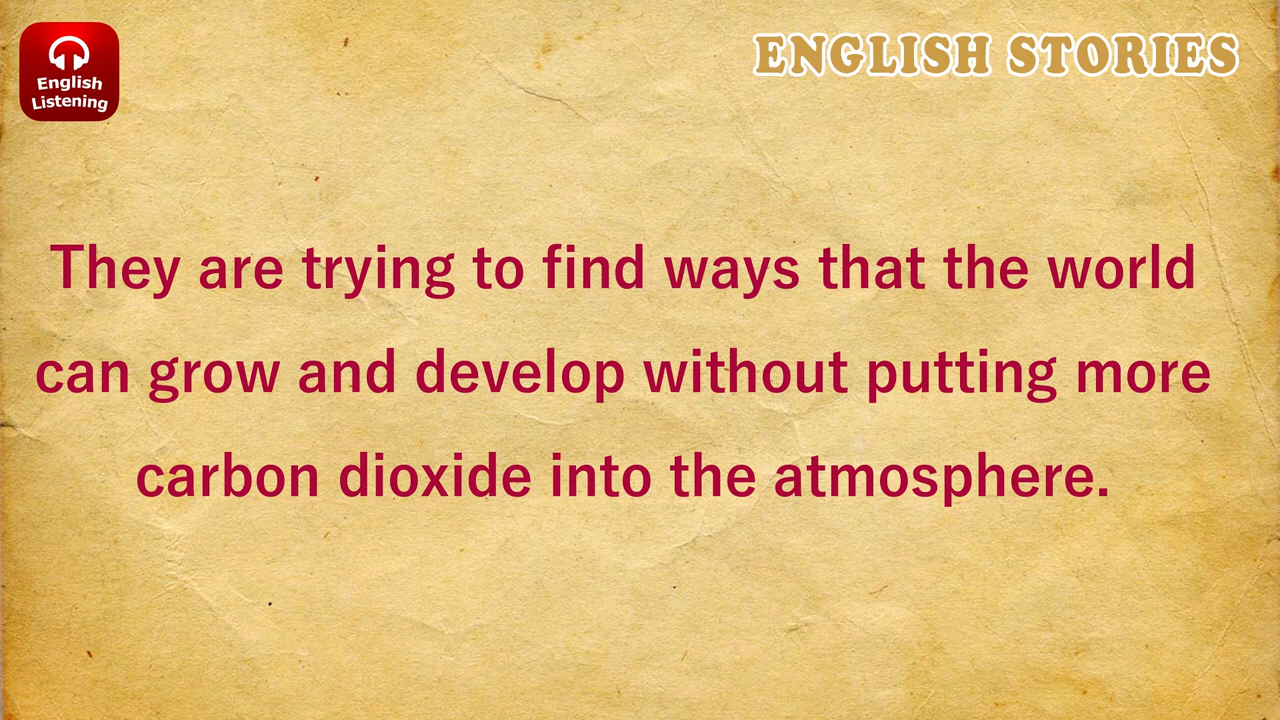 English
Listening
ENGLISH STORIES
They are trying to find ways that the world
can grow and develop without putting more
carbon dioxide into the atmosphere.